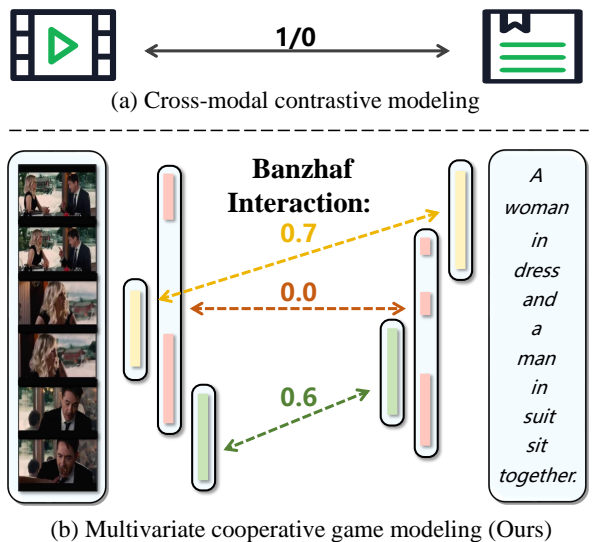 1/0
(a) Cross-modal contrastive modeling
Banzhaf
Interaction:
0.7
0.0
0.6
A
woman
in
dress
and
a
man
in
suit
sit
together.
(b) Multivariate cooperative game modeling (Ours)